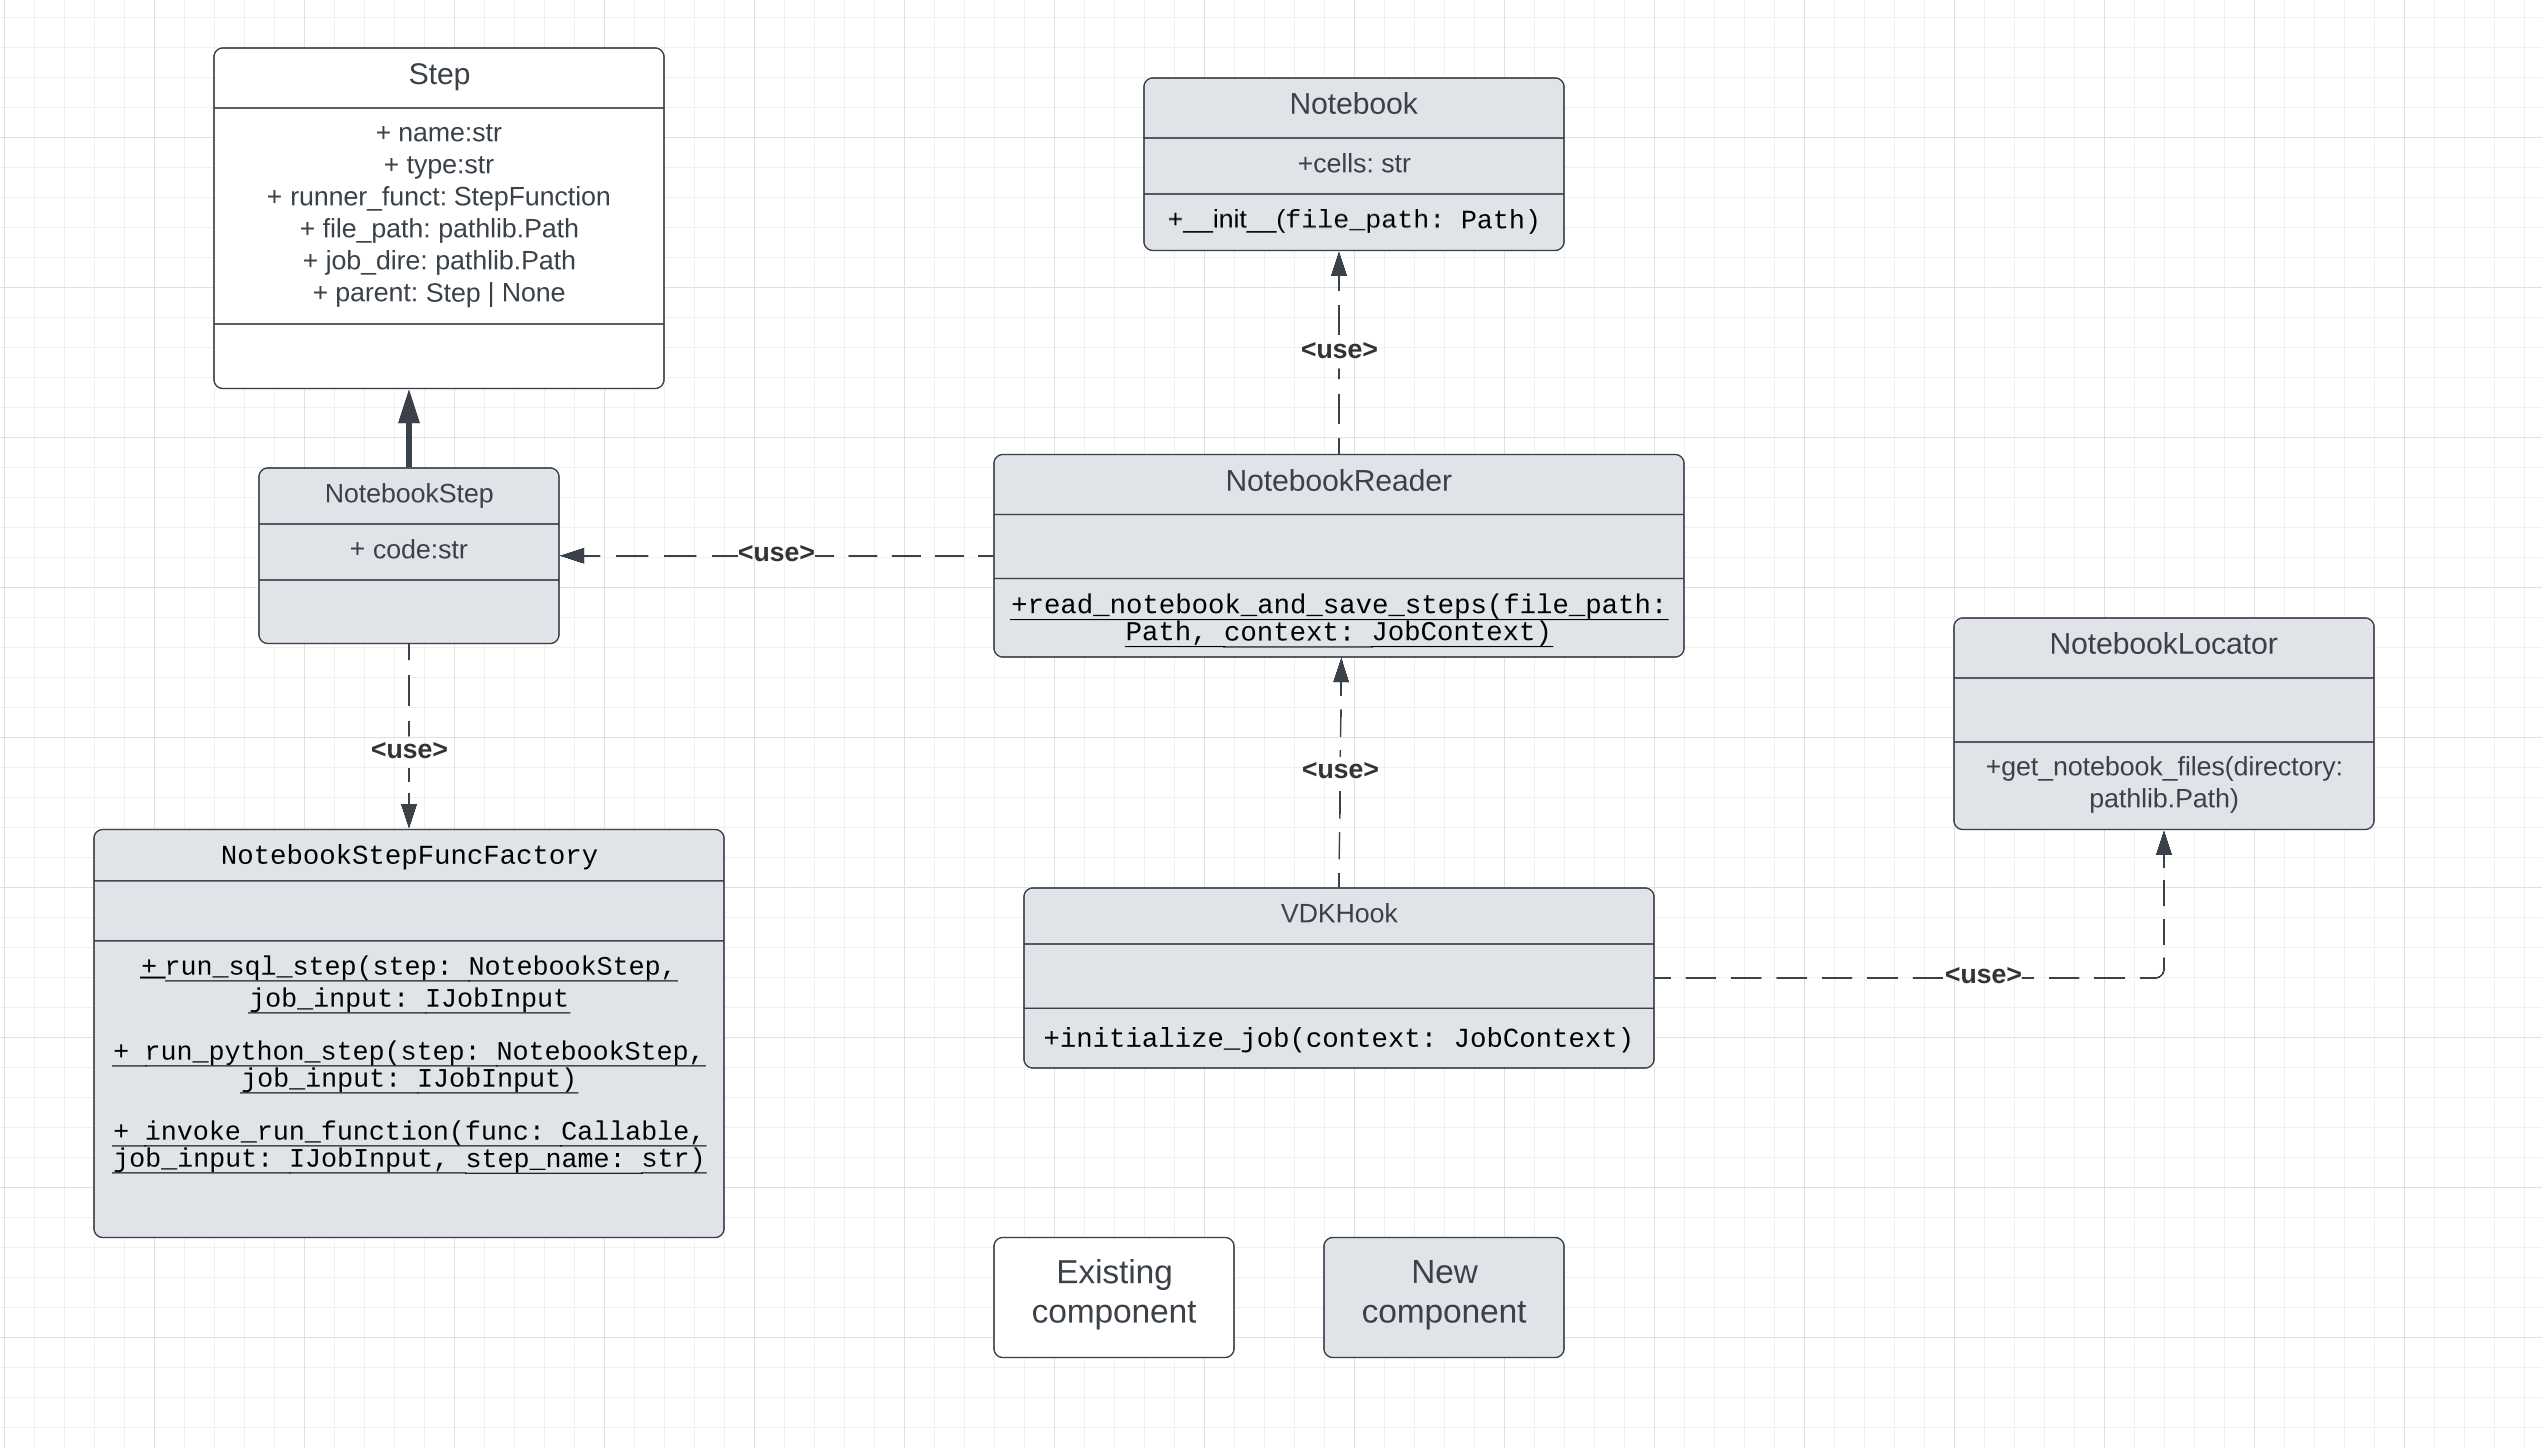 Step
+ name:str
+ type:str
+ runner_funct: StepFunction
+ file_path: pathlib.Path
+ job_dire: pathlib.Path
+ parent: Step | None
Notebook
+cells: str
+__init__(file_path: Path)
<use>
NotebookStep
+ code:str
<use>
NotebookReader
+read_notebook_and_save_steps(file_path:
Path, context: JobContext)
<use>
<use>
NotebookLocator
+get_notebook_files(directory:
pathlib.Path)
NotebookStepFuncFactory
+ run_sql_step(step: NotebookStep,
job_input: IJobInput
+ run_python_step(step: NotebookStep,
job_input: IJobInput)
+ invoke_run_function(func: Callable,
job_input: IJobInput, step_name: str)
VDKHook
+initialize_job(context: JobContext)
<use>
Existing
component
New
component